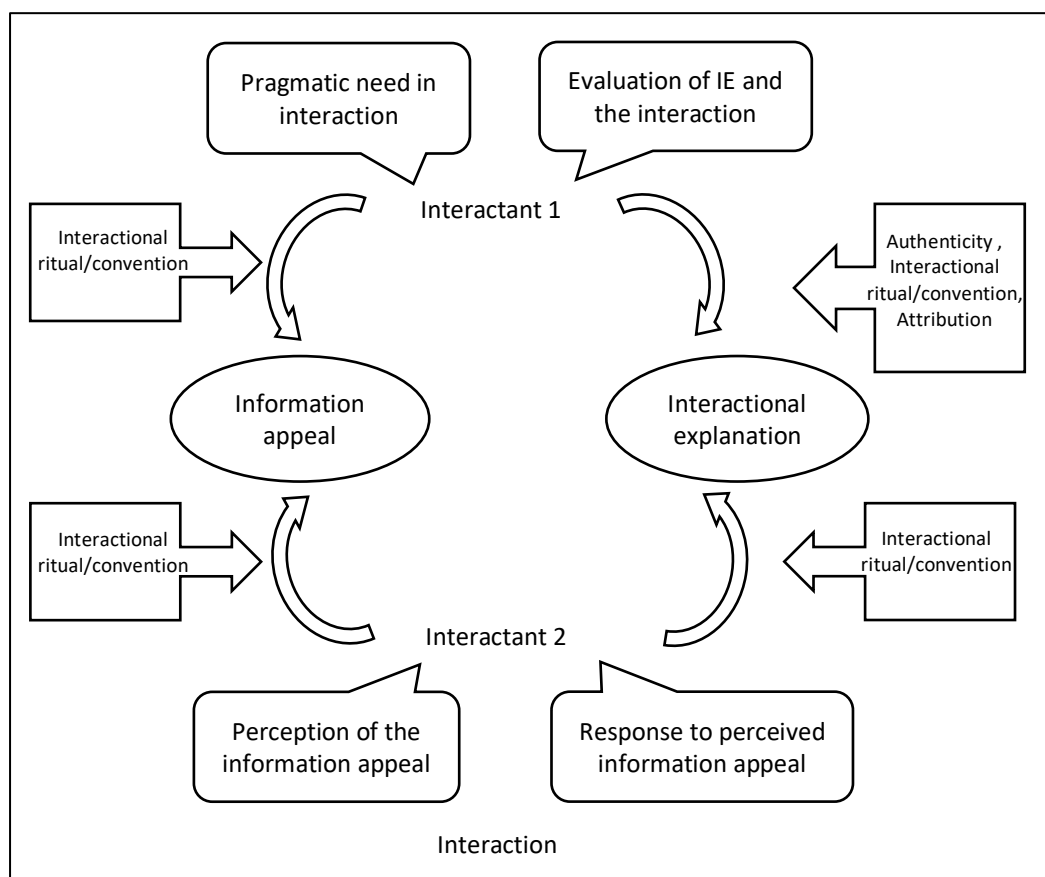 Pragmatic need in
interaction
Evaluation of IE and
the interaction
Interactant 1
Interactional
ritual/convention
Authenticity ,
Interactional
ritual/convention,
Attribution
Information
appeal
Interactional
explanation
Interactional
ritual/convention
Interactional
ritual/convention
Interactant 2
Perception of the
information appeal
Response to perceived
information appeal
Interaction